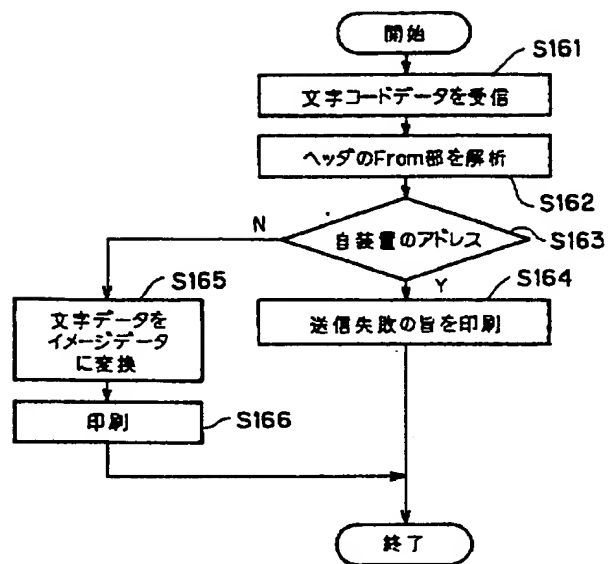 開始
S161
文字コードデータを受信
ヘッダのFrom部を解析
S162
N
自装置のアドレス
S163
S165
Y
S164
文字データを
イメージデータ
に変換
送信失敗の旨を印刷
印刷
S166
終了